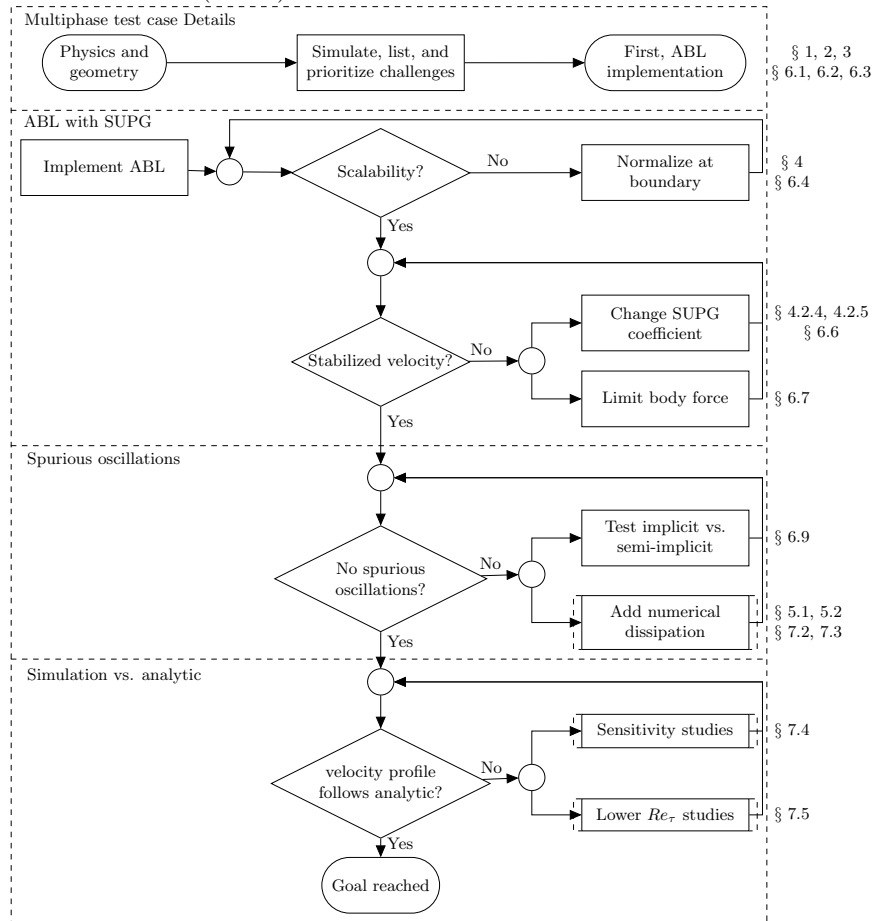 Multiphase test case Details
Physics and
geometry
Simulate, list, and
prioritize challenges
First, ABL
implementation
§ 1, 2, 3
§ 6.1, 6.2, 6.3
ABL with SUPG
Implement ABL
Scalability?
No
Normalize at
boundary
§ 4
§ 6.4
Yes
Stabilized velocity?
No
Change SUPG
coefficient
§ 4.2.4, 4.2.5
§ 6.6
Limit body force
§ 6.7
Yes
Spurious oscillations
No spurious
oscillations?
No
Test implicit vs.
semi-implicit
§ 6.9
Add numerical
dissipation
§ 5.1, 5.2
§ 7.2, 7.3
Yes
Simulation vs. analytic
velocity profile
follows analytic?
No
Sensitivity studies
§ 7.4
Lower Reτ studies
§ 7.5
Yes
Goal reached